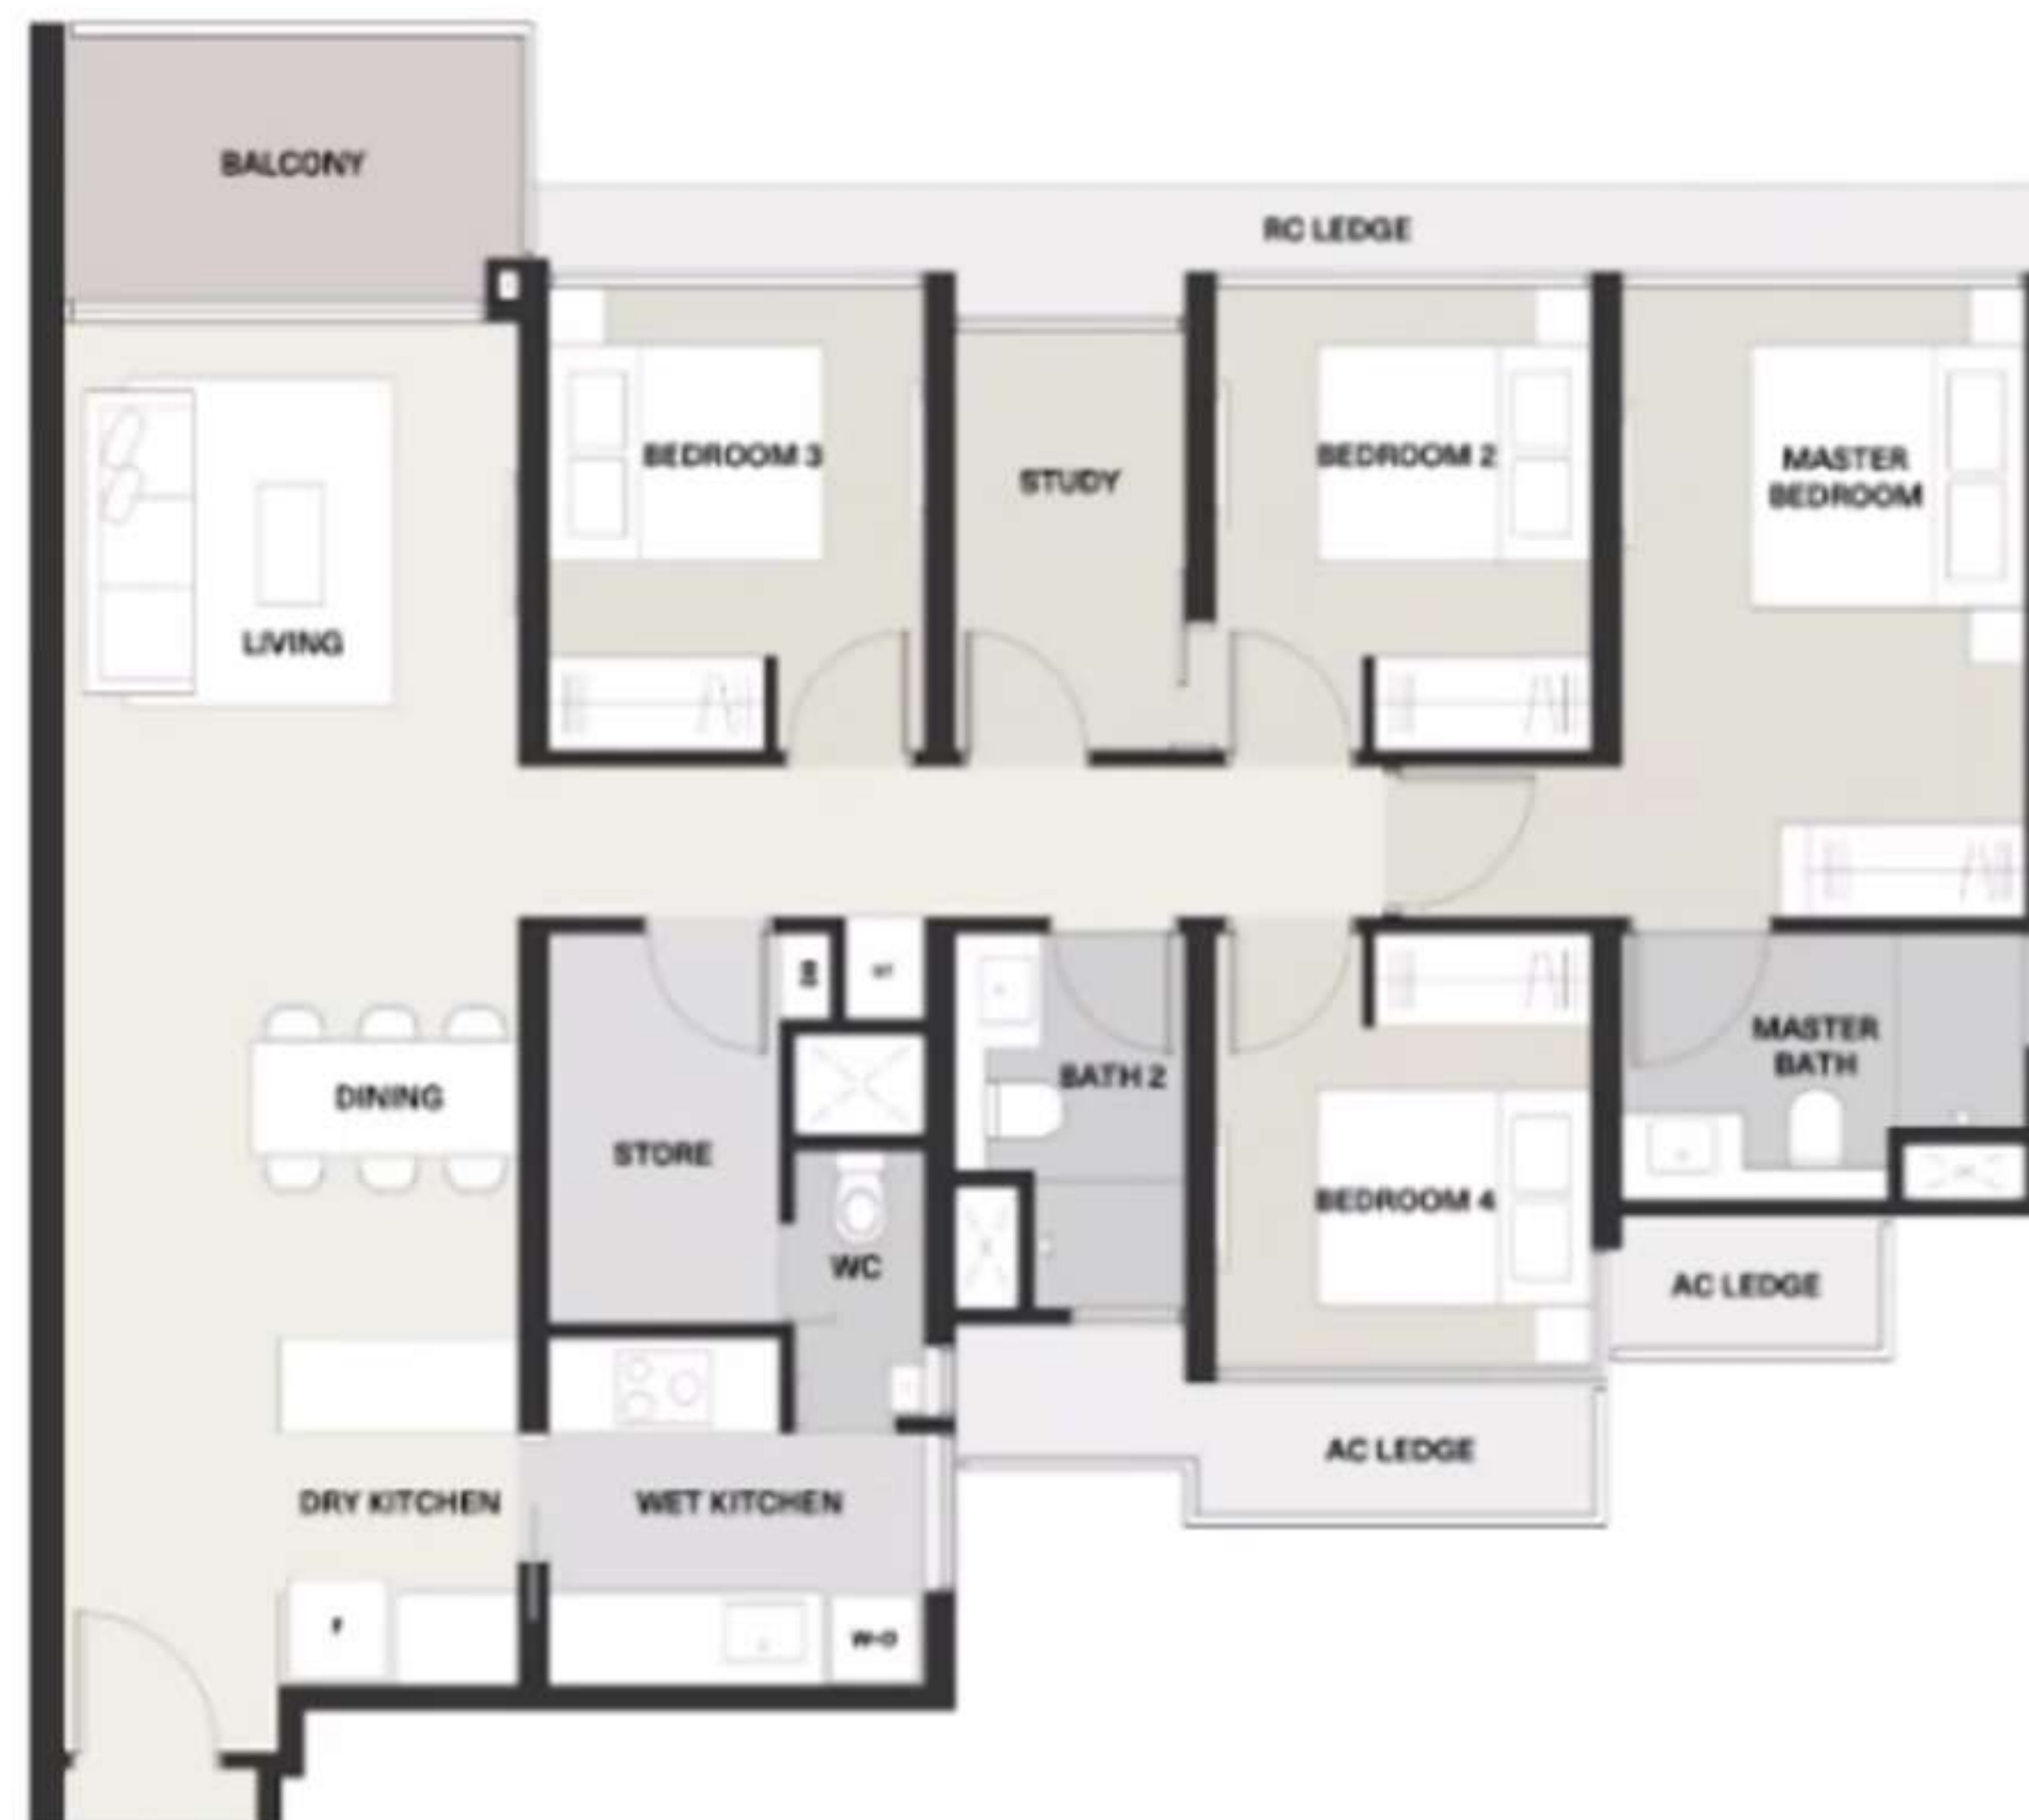 BALCONY
RC LEDGE
BEDROOM 3
STUDY
BEDROOM 2
MASTER
BEDROOM
LIVING
DINING
STORE
WC
BATH 2
BEDROOM 4
MASTER
BATH
AC LEDGE
AC LEDGE
DRY KITCHEN
WET KITCHEN
F
W-D